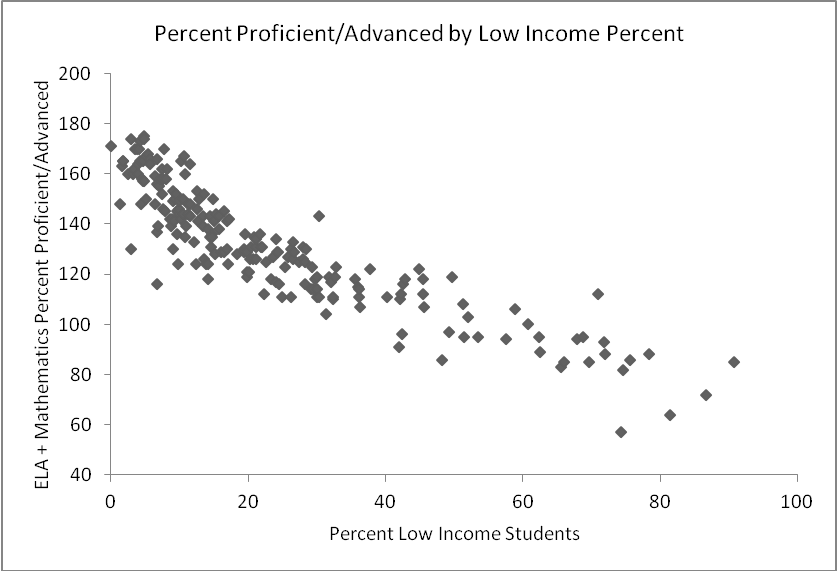 Percent Proficient/Advanced by Low Income Percent
ELA + Mathematics Percent Proficient/Advanced
200
180
160
140
120
100
80
60
40
0 20 40 60 80 100
Percent Low Income Students